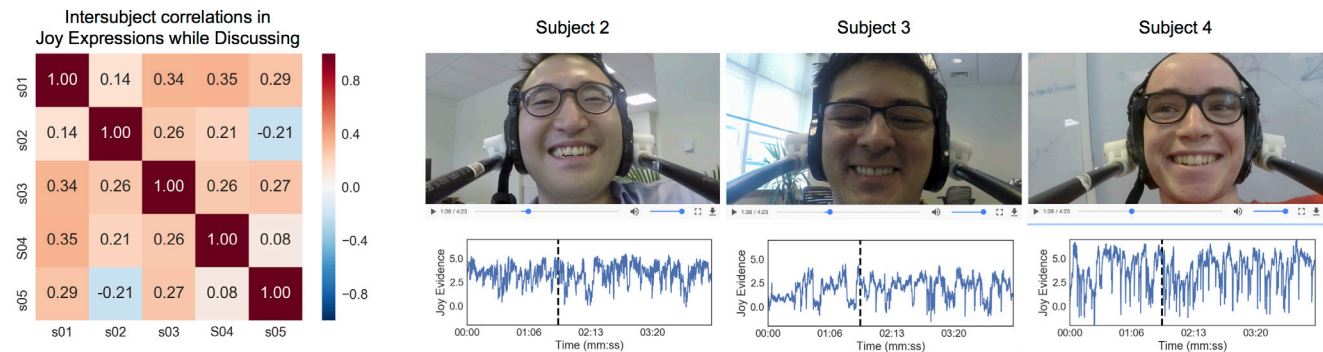 Intersubject correlations in
Joy Expressions while Discussing
s01 1.00 0.14 0.34 0.35 0.29
s02 0.14 1.00 0.26 0.21 -0.21
s03 0.34 0.26 1.00 0.26 0.27
S04 0.35 0.21 0.26 1.00 0.08
s05 0.29 -0.21 0.27 0.08 1.00
s01 s02 s03 S04 s05
0.8
0.4
0.0
−0.4
−0.8
Subject 2
1:38 / 4:23
Joy Evidence
5.0
2.5
0.0
00:00 01:06 02:13 03:20
Time (mm:ss)
Subject 3
1:38 / 4:23
Joy Evidence
5.0
2.5
0.0
00:00 01:06 02:13 03:20
Time (mm:ss)
Subject 4
1:38 / 4:23
Joy Evidence
5.0
2.5
0.0
00:00 01:06 02:13 03:20
Time (mm:ss)